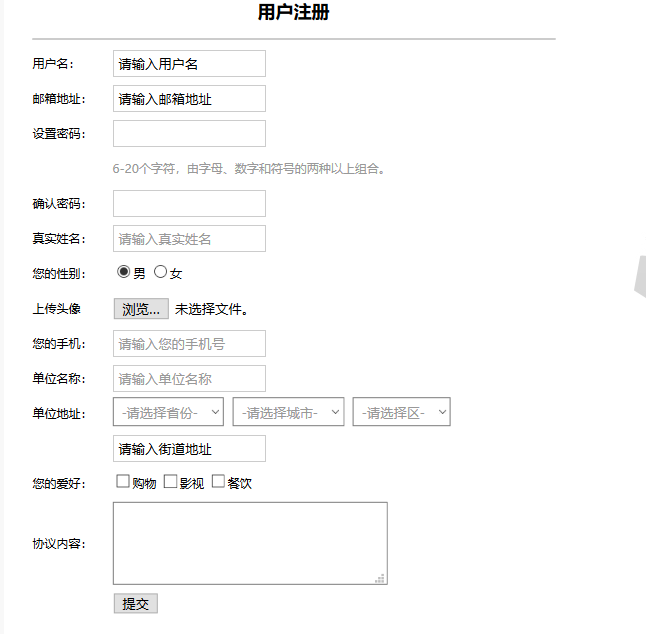 用户注册
用户名： 请输入用户名
邮箱地址： 请输入邮箱地址
设置密码：
6-20个字符，由字母、数字和符号的两种以上组合。
确认密码：
真实姓名： 请输入真实姓名
您的性别： 男 女
上传头像 浏览... 未选择文件。
您的手机： 请输入您的手机号
单位名称： 请输入单位名称
单位地址： -请选择省份- -请选择城市- -请选择区-
请输入街道地址
您的爱好： 购物 影视 餐饮
协议内容：
提交